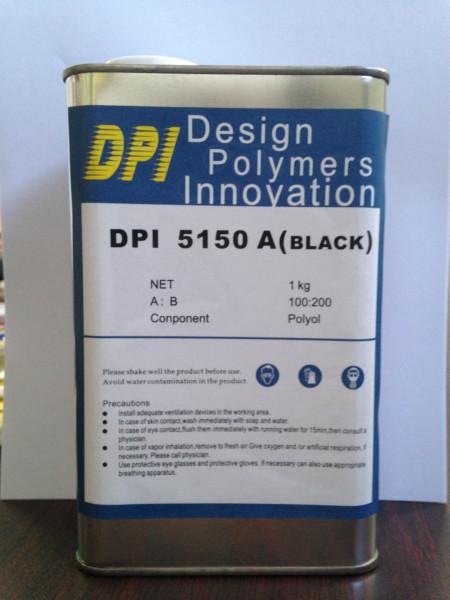 DPI Design
Polymers
Innovation
DPI 5150 A(BLACK)
NET 1 kg
A: B 100:200
Conponent Polyol
Please shake well the product before use.
Avoid water contamination in the product.
Precautions
● Install adequate ventilation devices in the working area.
● In case of skin contact,wash immediately with soap and water.
● In case of eye contact,flush them immediately with running water for 15min,then consult a
physician.
● In case of vapor inhalation,remove to fresh air.Give oxygen and /or artificial respiration, if
necessary. Please call physician.
● Use protective eye glasses and protective gloves. If necessary can also use appropriate
breathing apparatus.